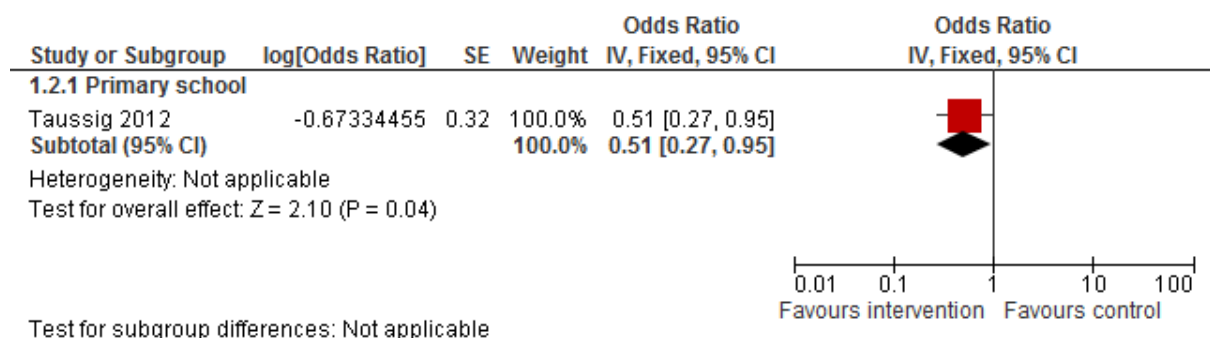 Odds Ratio Odds Ratio
Study or Subgroup log[Odds Ratio] SE Weight IV, Fixed, 95% CI IV, Fixed, 95% CI
1.2.1 Primary school
Taussig 2012 -0.67334455 0.32 100.0% 0.51 [0.27, 0.95]
Subtotal (95% CI) 100.0% 0.51 [0.27, 0.95]
Heterogeneity: Not applicable
Test for overall effect: Z = 2.10 (P = 0.04)
0.01 0.1 1 10 100
Favours intervention Favours control
Test for subgroup differences: Not applicable